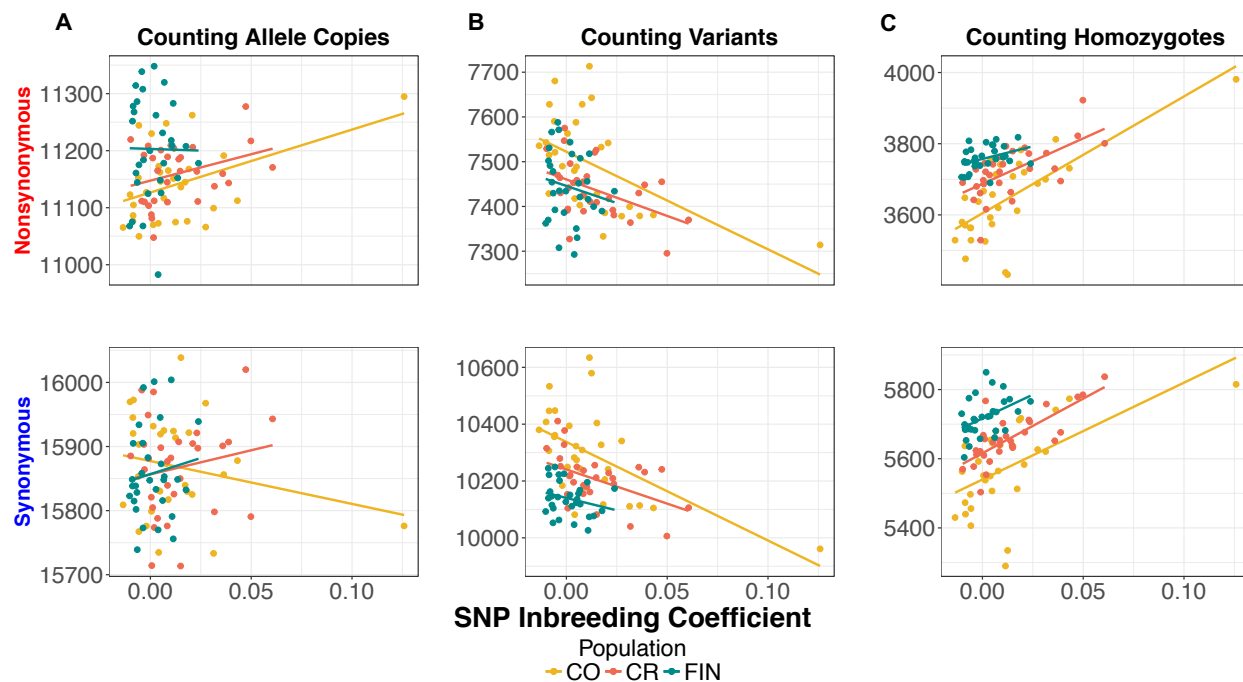 A
B
C
Counting Allele Copies
Counting Variants
Counting Homozygotes
Nonsynonymous
11300
11200
11100
11000
7700
7600
7500
7400
7300
4000
3800
3600
Synonymous
16000
15900
15800
15700
10600
10400
10200
10000
5800
5600
5400
0.00 0.05 0.10
0.00 0.05 0.10
0.00 0.05 0.10
SNP Inbreeding Coefficient
Population
CO CR FIN